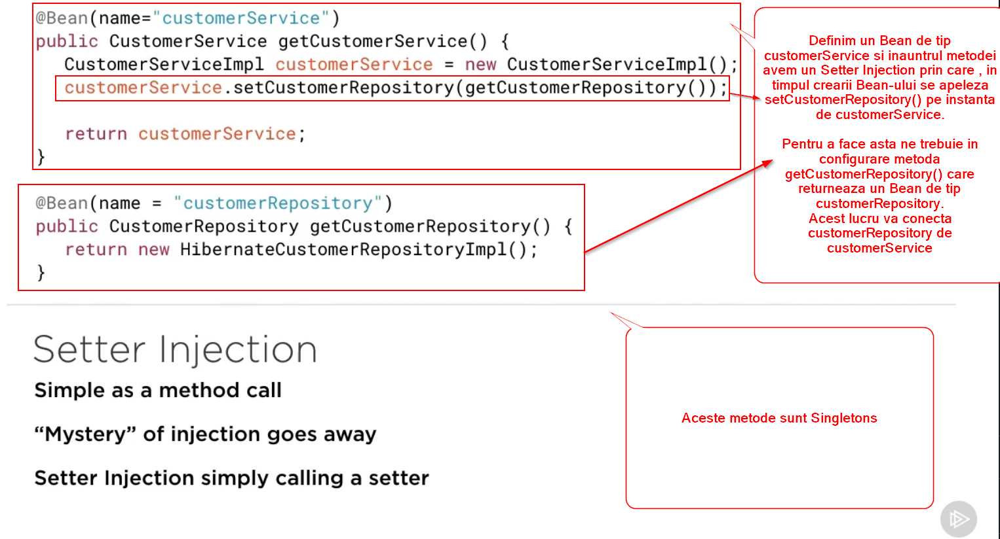 @Bean(name="customerService")
public CustomerService getCustomerService() {
CustomerServiceImpl customerService = new CustomerServiceImpl();
customerService.setCustomerRepository(getCustomerRepository());
return customerService;
}
@Bean(name = "customerRepository")
public CustomerRepository getCustomerRepository() {
return new HibernateCustomerRepositoryImpl();
}
Definim un Bean de tip
customerService si inauntrul metodei
avem un Setter Injection prin care , in
timpul crearii Bean-ului se apeleza
setCustomerRepository() pe instanta
de customerService.
Pentru a face asta ne trebuie in
configurare metoda
getCustomerRepository() care
returneaza un Bean de tip
customerRepository.
Acest lucru va conecta
customerRepository de
customerService
Setter Injection
Simple as a method call
“Mystery” of injection goes away
Setter Injection simply calling a setter
Aceste metode sunt Singletons